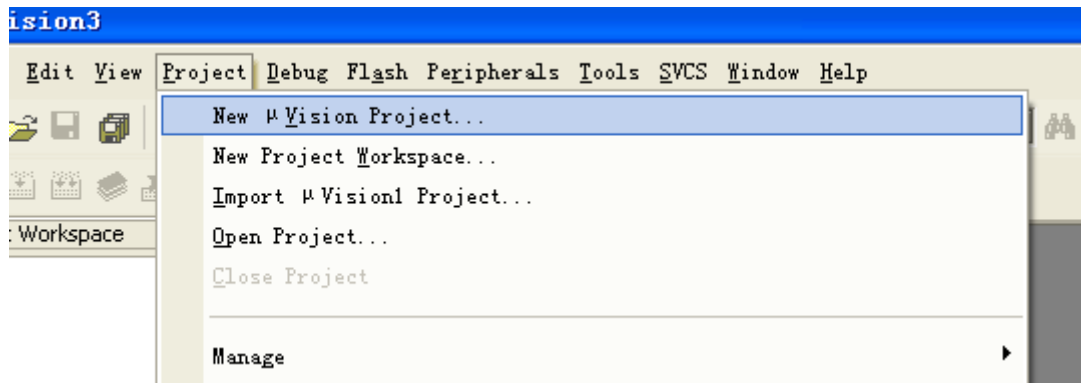 ision3
Edit View Project Debug Flash Peripherals Tools SVCS Window Help
New μVision Project...
New Project Workspace...
Import μVision1 Project...
Workspace
Open Project...
Close Project
Manage